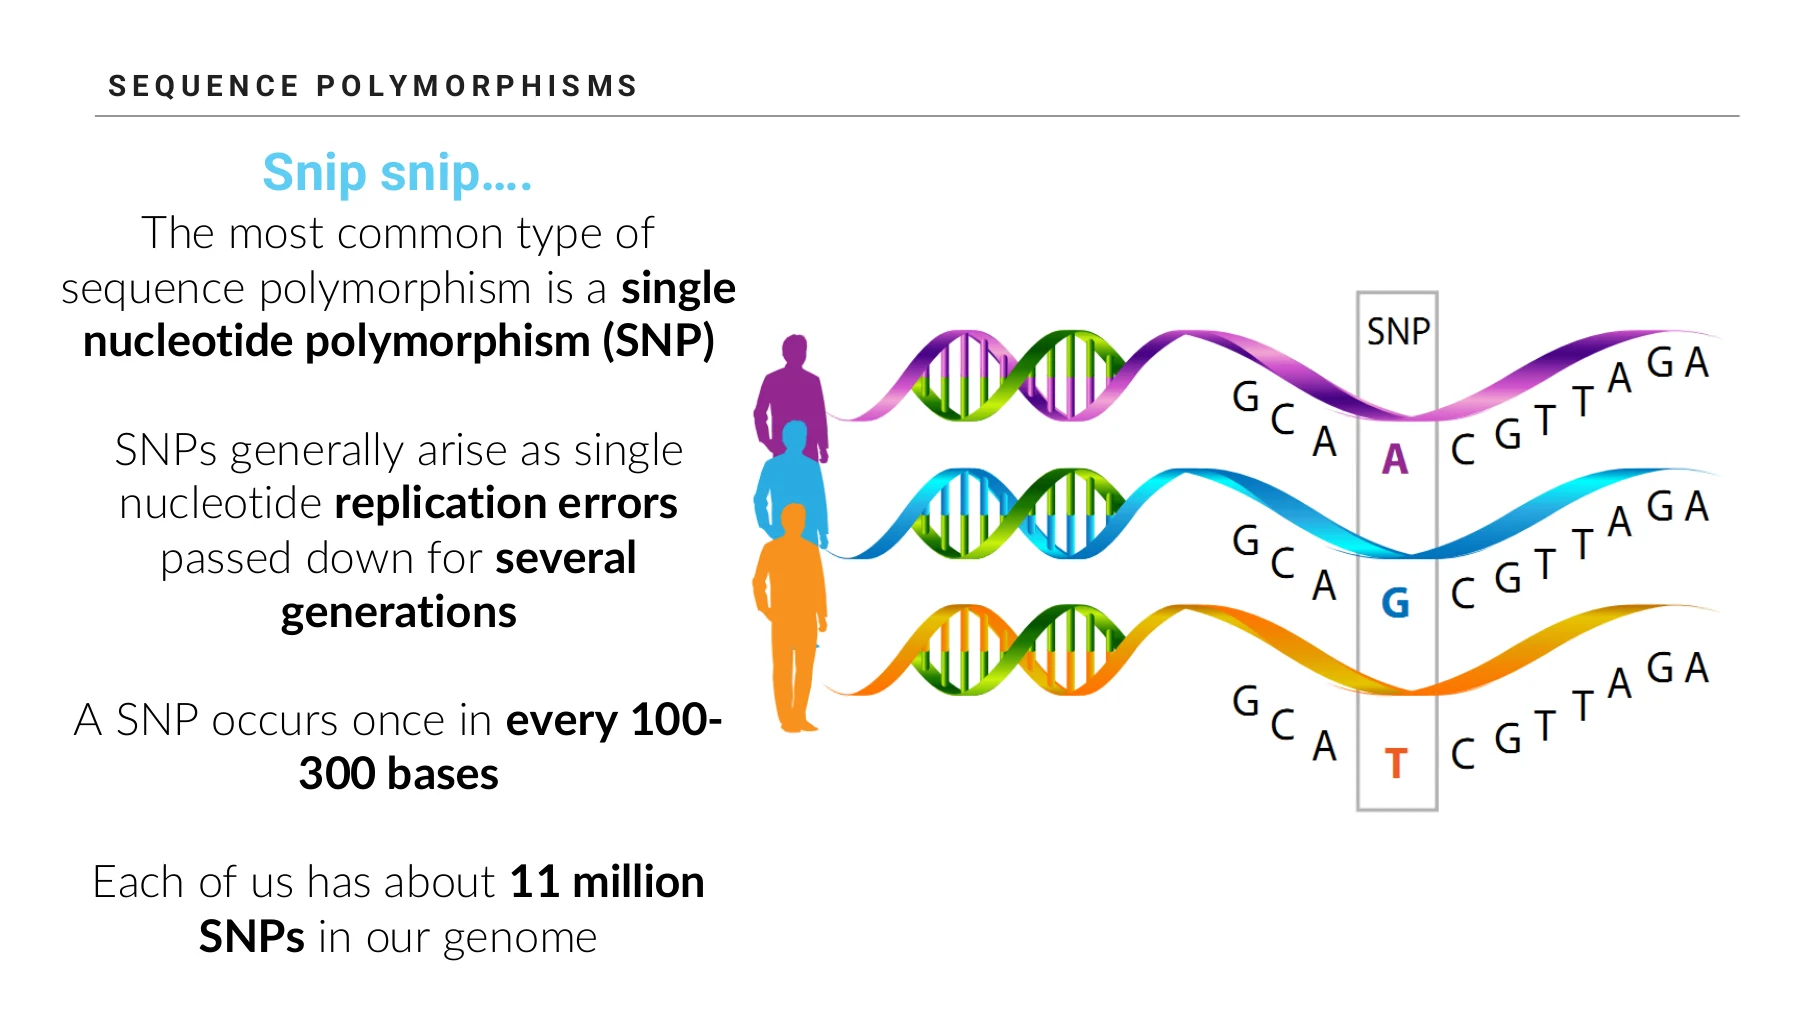 SEQUENCE POLYMORPHISMS
Snip snip....
The most common type of
sequence polymorphism is a single
nucleotide polymorphism (SNP)
SNPs generally arise as single
nucleotide replication errors
passed down for several
generations
A SNP occurs once in every 100-
300 bases
Each of us has about 11 million
SNPs in our genome
SNP
G C A A C G T T A G A
G C A G C G T T A G A
G C A T C G T T A G A